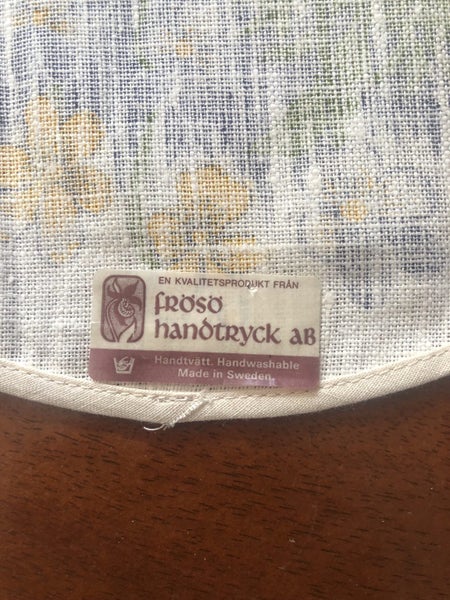 EN KVALITETSPRODUKT FRÅN
frösö
handtryck AB
Handtvätt. Handwashable
Made in Sweden.